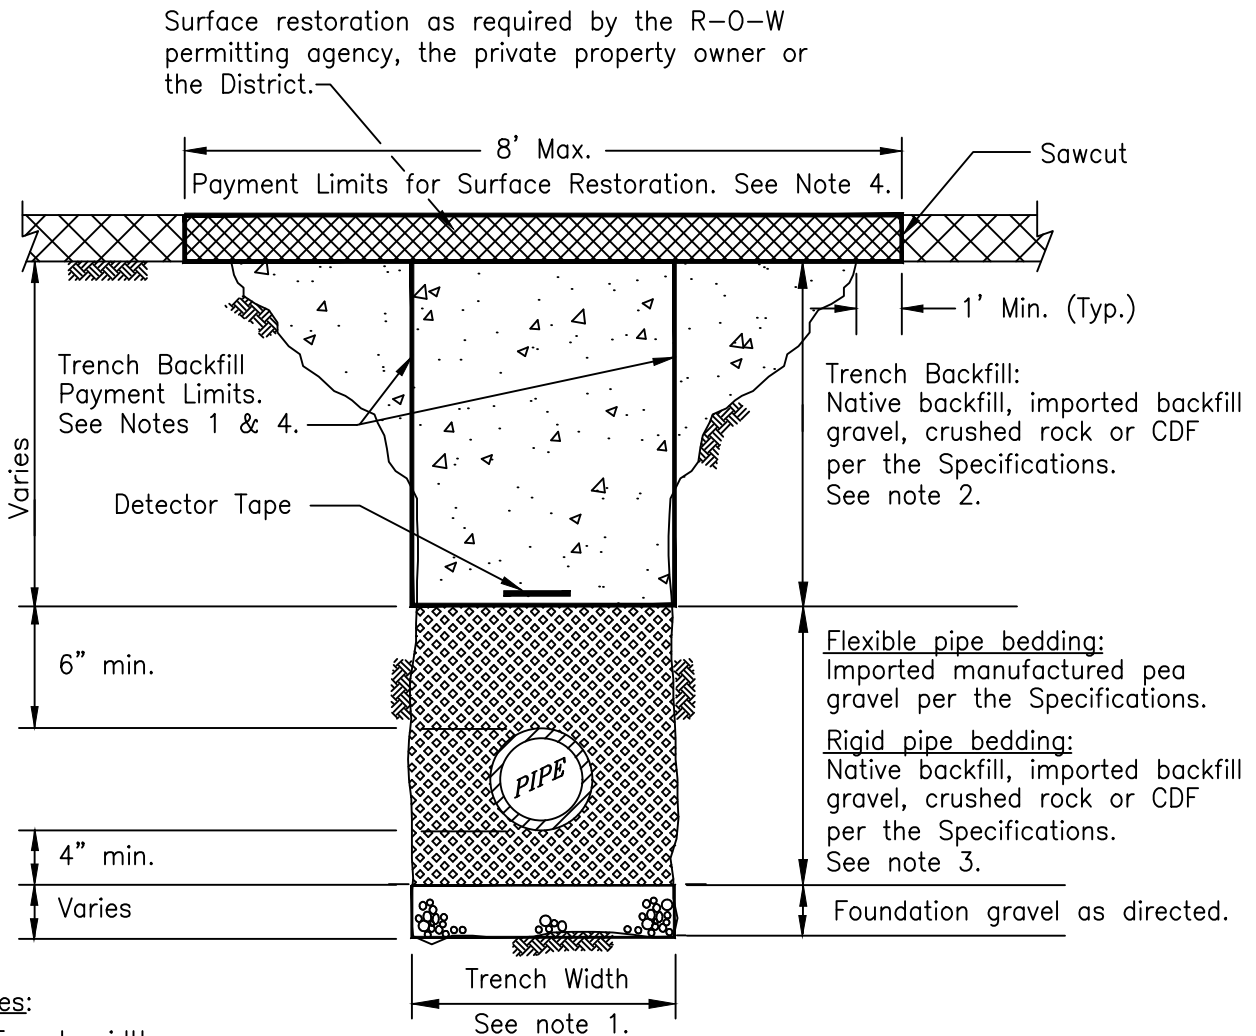 Surface restoration as required by the R-O-W
permitting agency, the private property owner or
the District.
8' Max.
Payment Limits for Surface Restoration. See Note 4.
Sawcut
1' Min. (Typ.)
Trench Backfill
Payment Limits.
See Notes 1 & 4.
Trench Backfill:
Native backfill, imported backfill
gravel, crushed rock or CDF
per the Specifications.
See note 2.
Varies
Detector Tape
6" min.
Flexible pipe bedding:
Imported manufactured pea
gravel per the Specifications.
Rigid pipe bedding:
Native backfill, imported backfill
gravel, crushed rock or CDF
per the Specifications.
See note 3.
PIPE
4" min.
Varies
Foundation gravel as directed.
Trench Width
See note 1.
es: